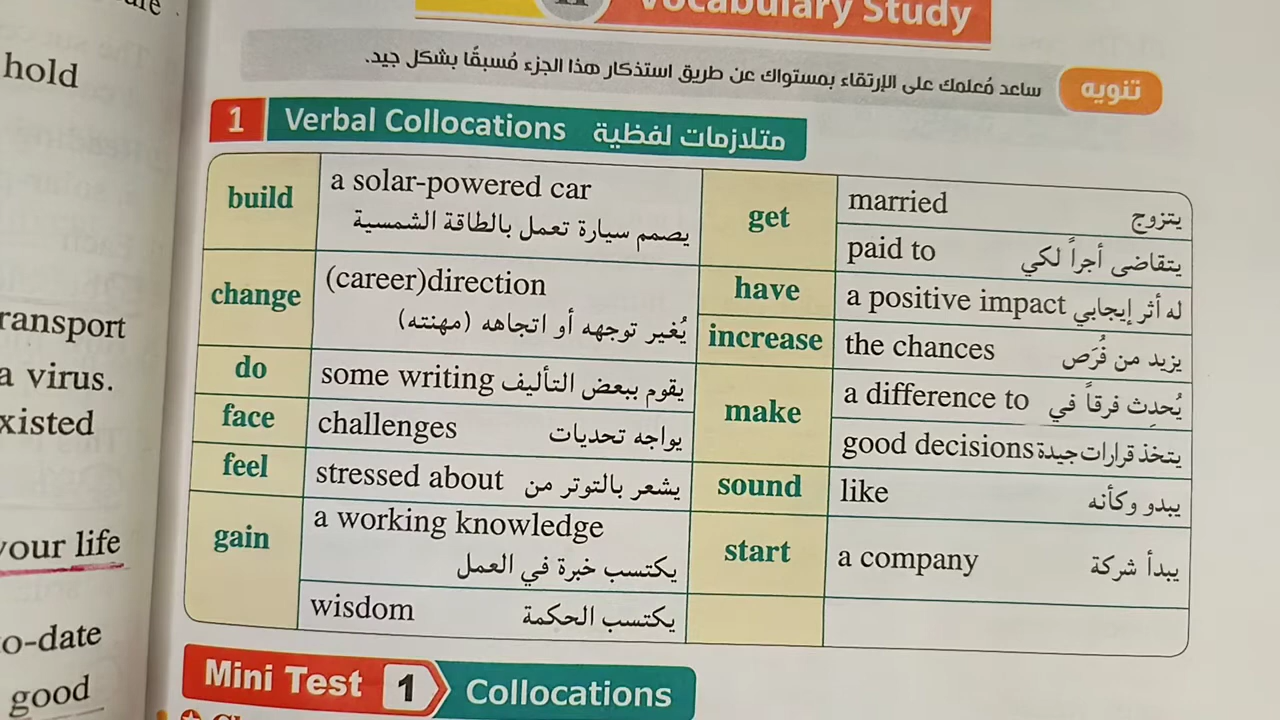 hold
ransport
a virus.
xisted
your life
o-date
good
Vocabulary Study
تنويه ساعد مُعلمك على الإرتقاء بمستواك عن طريق استذكار هذا الجزء مُسبقًا بشكل جيد.
1 Verbal Collocations متلازمات لفظية
build a solar-powered car
يصمم سيارة تعمل بالطاقة الشمسية
change (career)direction
يُغير توجهه أو اتجاهه (مهنته)
do some writing يقوم ببعض التأليف
face challenges يواجه تحديات
feel stressed about يشعر بالتوتر من
gain a working knowledge
يكتسب خبرة في العمل
wisdom يكتسب الحكمة
get married يتزوج
paid to يتقاضى أجراً لكي
have a positive impact له أثر إيجابي
increase the chances يزيد من فُرَص
make a difference to يُحدِث فرقاً في
good decisions يتخذ قرارات جيدة
sound like يبدو وكأنه
start a company يبدأ شركة
Mini Test 1 Collocations